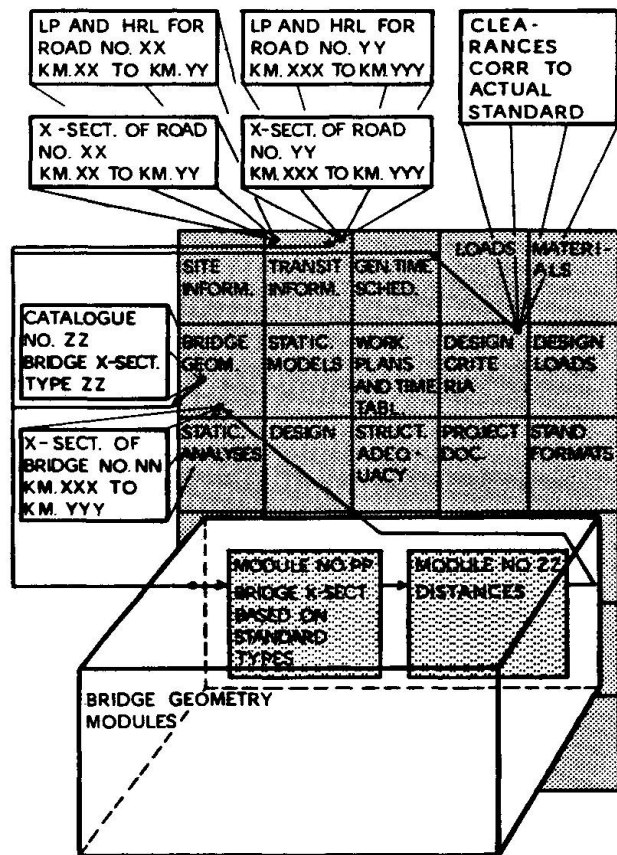 LP AND HRL FOR
ROAD NO. XX
KM.XX TO KM.YY
LP AND HRL FOR
ROAD NO. YY
KM.XXX TO KM.YYY
CLEA-
RANCES
CORR TO
ACTUAL
STANDARD
X-SECT. OF ROAD
NO. XX
KM.XX TO KM.YY
X-SECT. OF ROAD
NO. YY
KM.XXX TO KM.YYY
SITE
INFORM.
TRANSIT
INFORM.
GEN. TIME
SCHED.
LOADS
MATERI-
ALS
CATALOGUE
NO. ZZ
BRIDGE X-SECT.
TYPE ZZ
BRIDGE
GEOM.
STATIC.
MODELS
WORK.
PLANS
AND TIME
TABL.
DESIGN
CRITE
RIA
DESIGN
LOADS
X-SECT. OF
BRIDGE NO.NN
KM.XXX TO
KM. YYY
STATIC.
ANALYSES
DESIGN
STRUCT.
ADEQ-
UACY
PROJECT
DOC.
STAND.
FORMATS
MODULE NO.PP
BRIDGE X-SECT.
BASED ON
STANDARD
TYPES
MODULE NO. ZZ
DISTANCES
BRIDGE GEOMETRY
MODULES